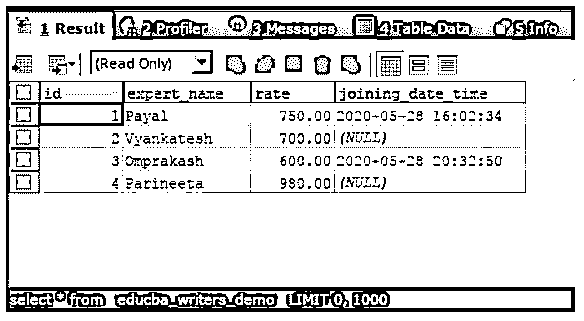 1 Result 2 Profiler 3 Messages 4 Table Data 5 Info
(Read Only)
id expert_name rate joining_date_time
1 Payal 750.00 2020-05-28 16:02:34
2 Vyankatesh 700.00 (NULL)
3 Omprakash 600.00 2020-05-28 20:32:50
4 Parineeta 980.00 (NULL)
select * from educba_writers_demo LIMIT 0, 1000